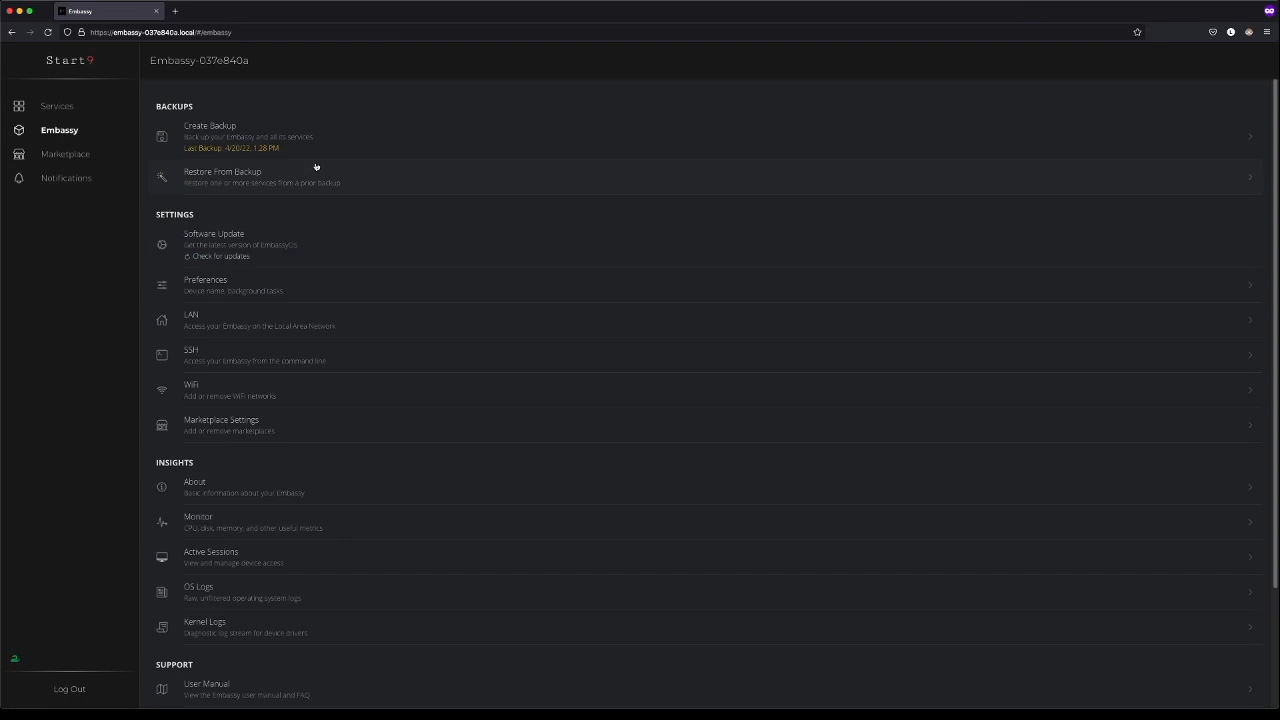 Embassy
https://embassy-037e840a.local/#/embassy
Start9
Embassy-037e840a
Services
Embassy
Marketplace
Notifications
Log Out
BACKUPS
Create Backup
Back up your Embassy and all its services
Last Backup: 4/20/22, 1:28 PM
Restore From Backup
Restore one or more services from a prior backup
SETTINGS
Software Update
Get the latest version of EmbassyOS
Check for updates
Preferences
Device name, background tasks
LAN
Access your Embassy on the Local Area Network
SSH
Access your Embassy from the command line
WiFi
Add or remove WiFi networks
Marketplace Settings
Add or remove marketplaces
INSIGHTS
About
Basic information about your Embassy
Monitor
CPU, disk, memory, and other useful metrics
Active Sessions
View and manage device access
OS Logs
Raw, unfiltered operating system logs
Kernel Logs
Diagnostic log stream for device drivers
SUPPORT
User Manual
View the Embassy user manual and FAQ